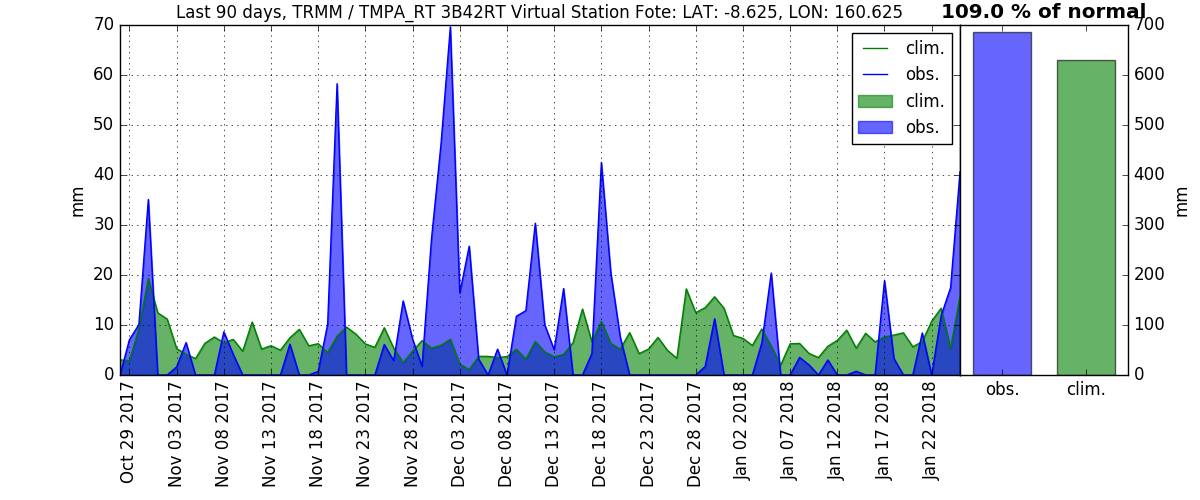 Last 90 days, TRMM / TMPA_RT 3B42RT Virtual Station Fote: LAT: -8.625, LON: 160.625
109.0 % of normal
70
60
50
40
30
20
10
0
mm
clim.
obs.
clim.
obs.
700
600
500
400
300
200
100
0
mm
Oct 29 2017
Nov 03 2017
Nov 08 2017
Nov 13 2017
Nov 18 2017
Nov 23 2017
Nov 28 2017
Dec 03 2017
Dec 08 2017
Dec 13 2017
Dec 18 2017
Dec 23 2017
Dec 28 2017
Jan 02 2018
Jan 07 2018
Jan 12 2018
Jan 17 2018
Jan 22 2018
obs.
clim.